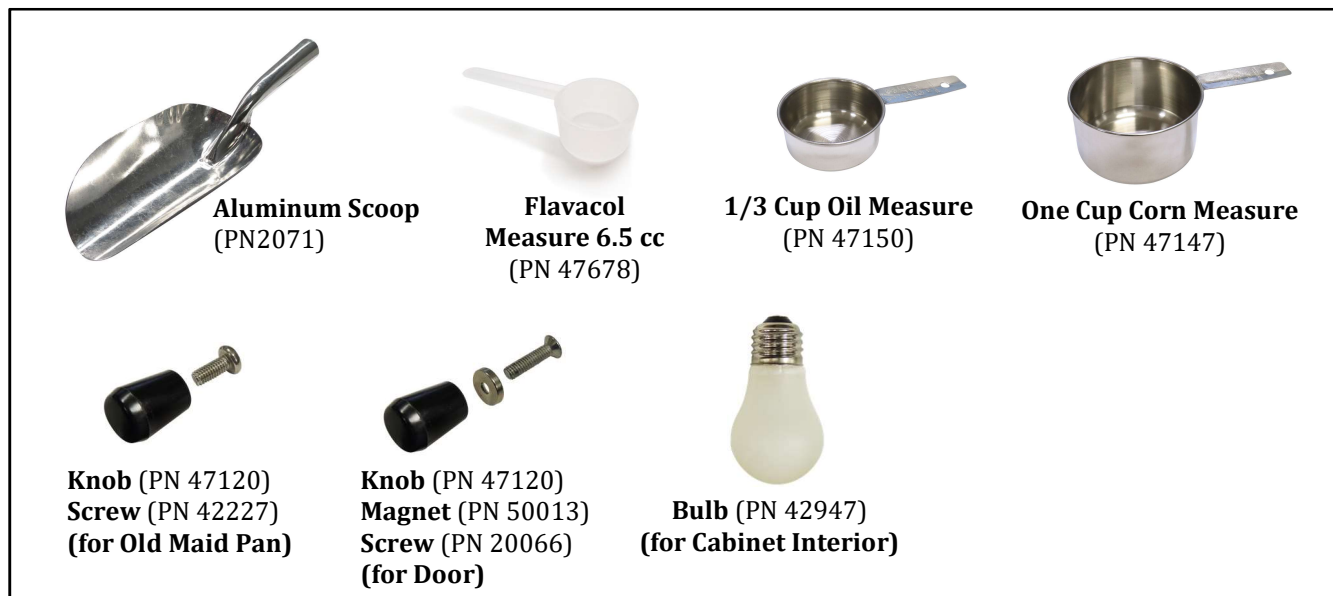 Aluminum Scoop
(PN2071)
Flavacol
Measure 6.5 cc
(PN 47678)
1/3 Cup Oil Measure
(PN 47150)
One Cup Corn Measure
(PN 47147)
Knob (PN 47120)
Screw (PN 42227)
(for Old Maid Pan)
Knob (PN 47120)
Magnet (PN 50013)
Screw (PN 20066)
(for Door)
Bulb (PN 42947)
(for Cabinet Interior)